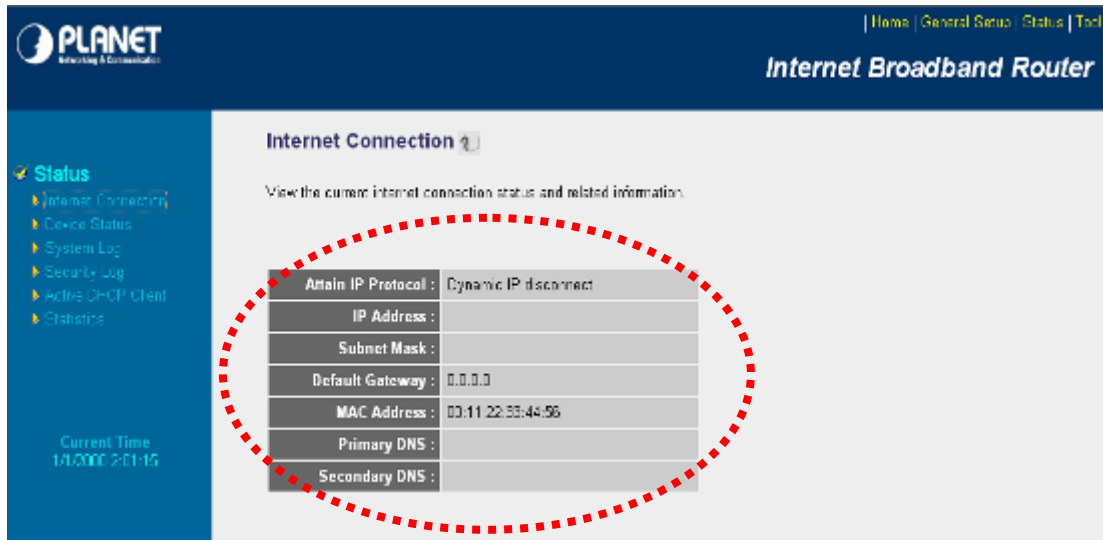 PLANET
Networking & Communication
| Home | General Setup | Status | Tool
Internet Broadband Router
Status
Internet Connection
Device Status
System Log
Security Log
Active DHCP Client
Statistics
Current Time
1/1/2000 2:01:15
Internet Connection
View the current internet connection status and related information.
Attain IP Protocol : Dynamic IP disconnect
IP Address :
Subnet Mask :
Default Gateway : 0.0.0.0
MAC Address : 00:11:22:33:44:56
Primary DNS :
Secondary DNS :